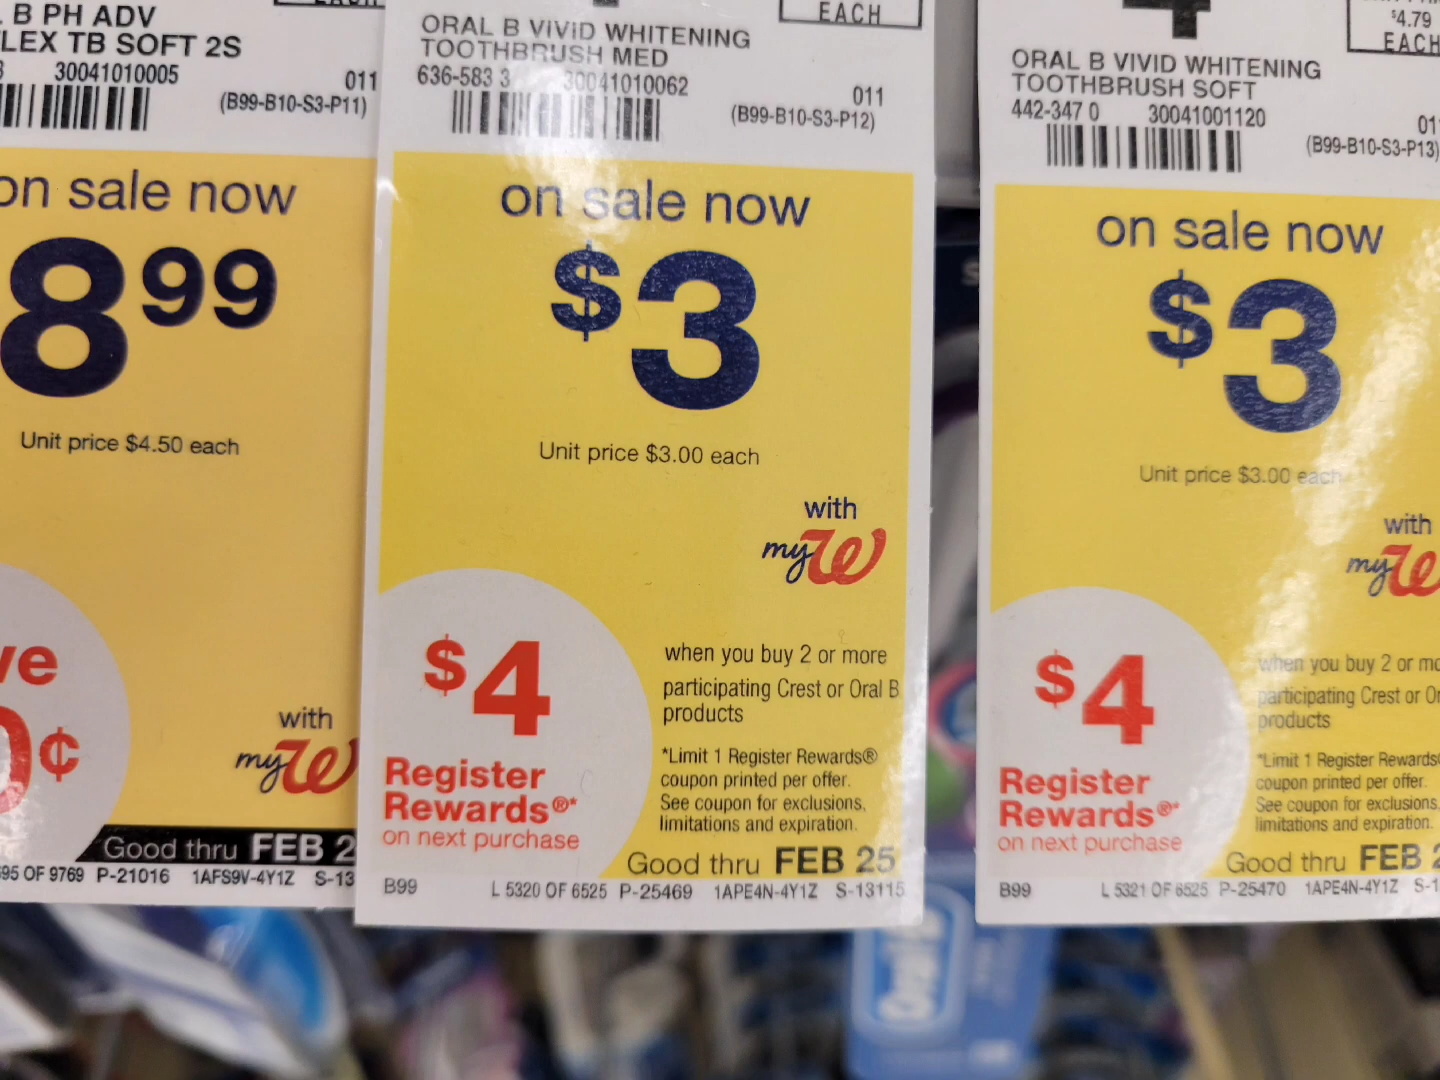 B PH ADV
LEX TB SOFT 2S
30041010005
011
(B99-B10-S3-P11)
on sale now
8 99
Unit price $4.50 each
with
myW
¢
Good thru FEB 2
95 OF 9769 P-21016 1AFS9V-4Y1Z S-13
EACH
ORAL B VIVID WHITENING
TOOTHBRUSH MED
636-583 3 30041010062
011
(B99-B10-S3-P12)
on sale now
$3
Unit price $3.00 each
with
myW
$4
Register
Rewards®*
on next purchase
when you buy 2 or more
participating Crest or Oral B
products
*Limit 1 Register Rewards®
coupon printed per offer.
See coupon for exclusions,
limitations and expiration.
Good thru FEB 25
B99 L 5320 OF 6525 P-25469 1APE4N-4Y1Z S-13115
4
$4.79
EACH
ORAL B VIVID WHITENING
TOOTHBRUSH SOFT
442-347 0 30041001120
01
(B99-B10-S3-P13)
on sale now
$3
Unit price $3.00 each
with
myW
$4
Register
Rewards®*
on next purchase
when you buy 2 or mo
participating Crest or Or
products
*Limit 1 Register Rewards
coupon printed per offer.
See coupon for exclusions,
limitations and expiration.
Good thru FEB 2
B99 L 5321 OF 6525 P-25470 1APE4N-4Y1Z S-1
Oral-B